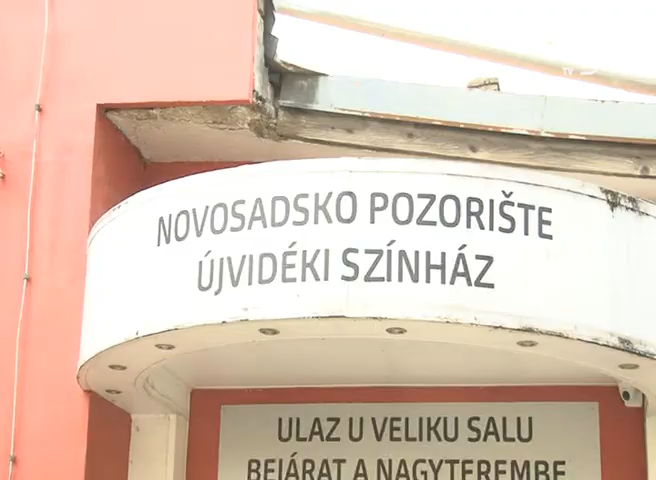 NOVOSADSKO POZORIŠTE
ÚJVIDÉKI SZÍNHÁZ
ULAZ U VELIKU SALU
BEJÁRAT A NAGYTEREMBE